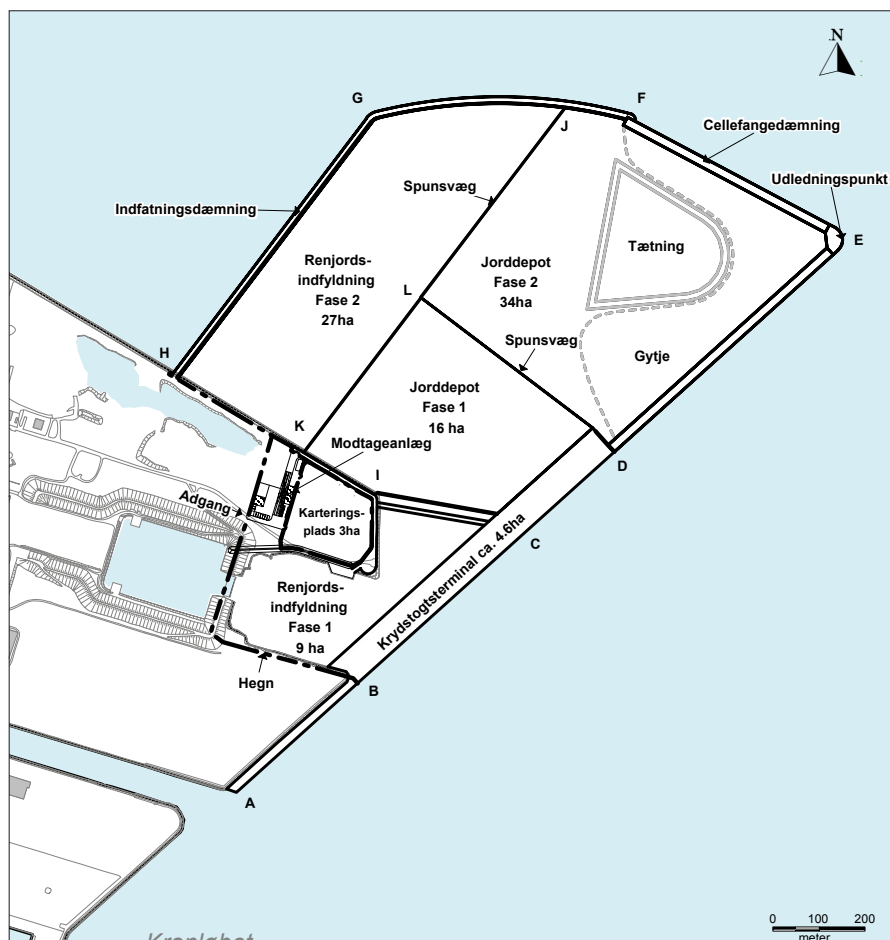 N
G
F
J
Cellefangedæmning
Udledningspunkt
Spunsvæg
E
Indfatningsdæmning
Tætning
Renjords-
indfyldning
Fase 2
27ha
Jorddepot
Fase 2
34ha
L
Spunsvæg
Gytje
H
Jorddepot
Fase 1
16 ha
K
Modtageanlæg
D
I
Adgang
Karterings-
plads 3ha
C
Krydstogtsterminal ca. 4.6ha
Renjords-
indfyldning
Fase 1
9 ha
Hegn
B
A
0 100 200
meter
Kronløbet